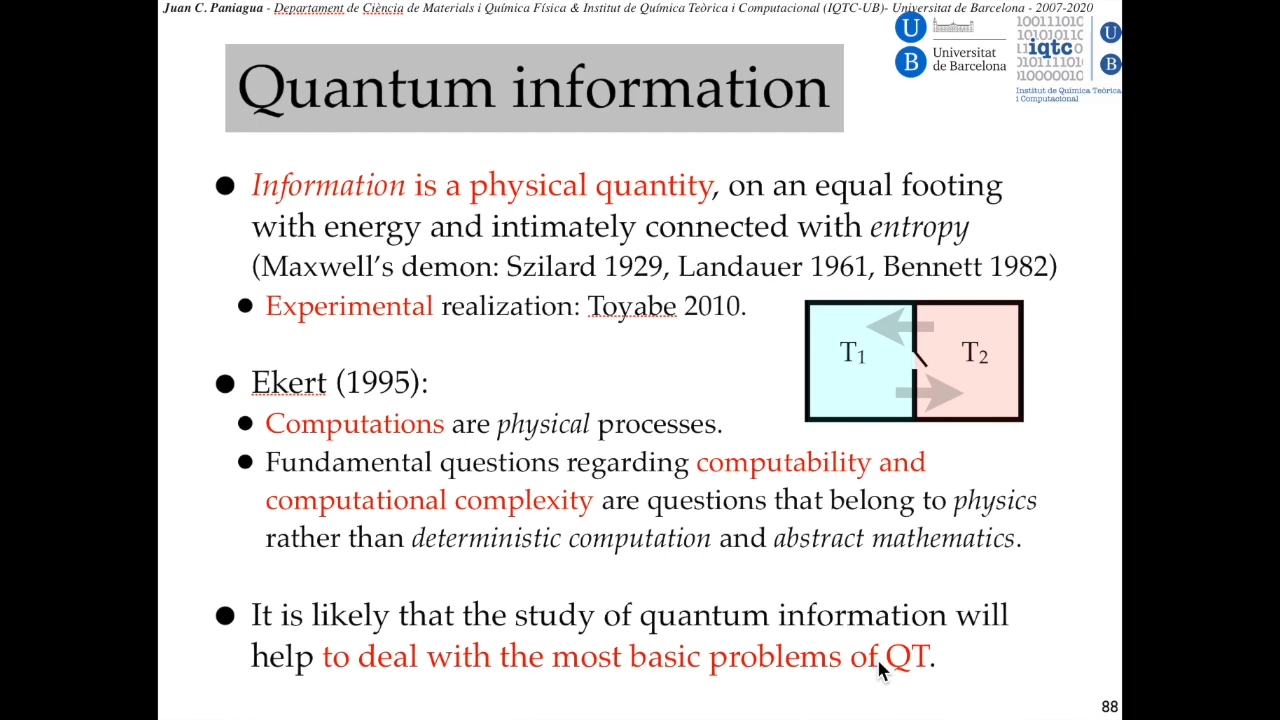 Juan C. Paniagua - Departament de Ciència de Materials i Química Física & Institut de Química Teòrica i Computacional (IQTC-UB)- Universitat de Barcelona - 2007-2020
U
B
Universitat
de Barcelona
100111010
01010110
iqtc
0101111010
10100000010
U
B
Institut de Química Teòrica
i Computacional
Quantum information
● Information is a physical quantity, on an equal footing
with energy and intimately connected with entropy
(Maxwell's demon: Szilard 1929, Landauer 1961, Bennett 1982)
● Experimental realization: Toyabe 2010.
T1 T2
● Ekert (1995):
● Computations are physical processes.
● Fundamental questions regarding computability and
computational complexity are questions that belong to physics
rather than deterministic computation and abstract mathematics.
● It is likely that the study of quantum information will
help to deal with the most basic problems of QT.
88